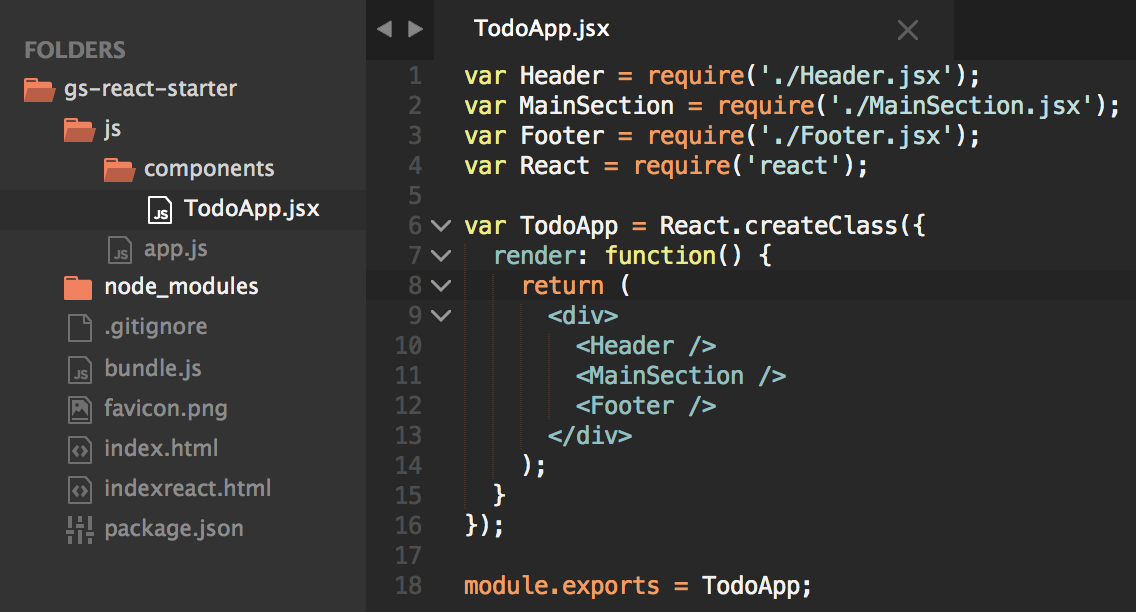 FOLDERS
gs-react-starter
js
components
TodoApp.jsx
app.js
node_modules
.gitignore
bundle.js
favicon.png
index.html
indexreact.html
package.json
TodoApp.jsx
1 var Header = require('./Header.jsx');
2 var MainSection = require('./MainSection.jsx');
3 var Footer = require('./Footer.jsx');
4 var React = require('react');
5
6 var TodoApp = React.createClass({
7   render: function() {
8     return (
9       <div>
10         <Header />
11         <MainSection />
12         <Footer />
13       </div>
14     );
15   }
16 });
17
18 module.exports = TodoApp;